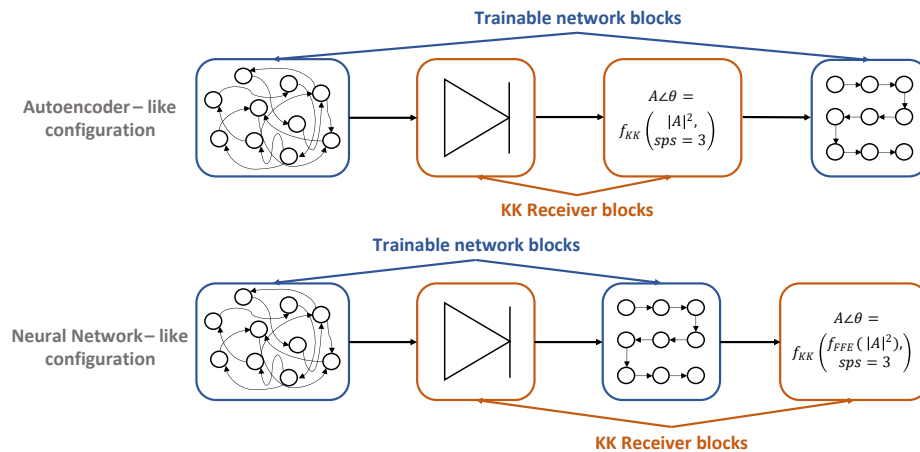 Trainable network blocks
Autoencoder – like
configuration
A∠θ =
f_KK ( |A|²,
sps = 3 )
KK Receiver blocks
Trainable network blocks
Neural Network – like
configuration
A∠θ =
f_KK ( f_FFE ( |A|²),
sps = 3 )
KK Receiver blocks